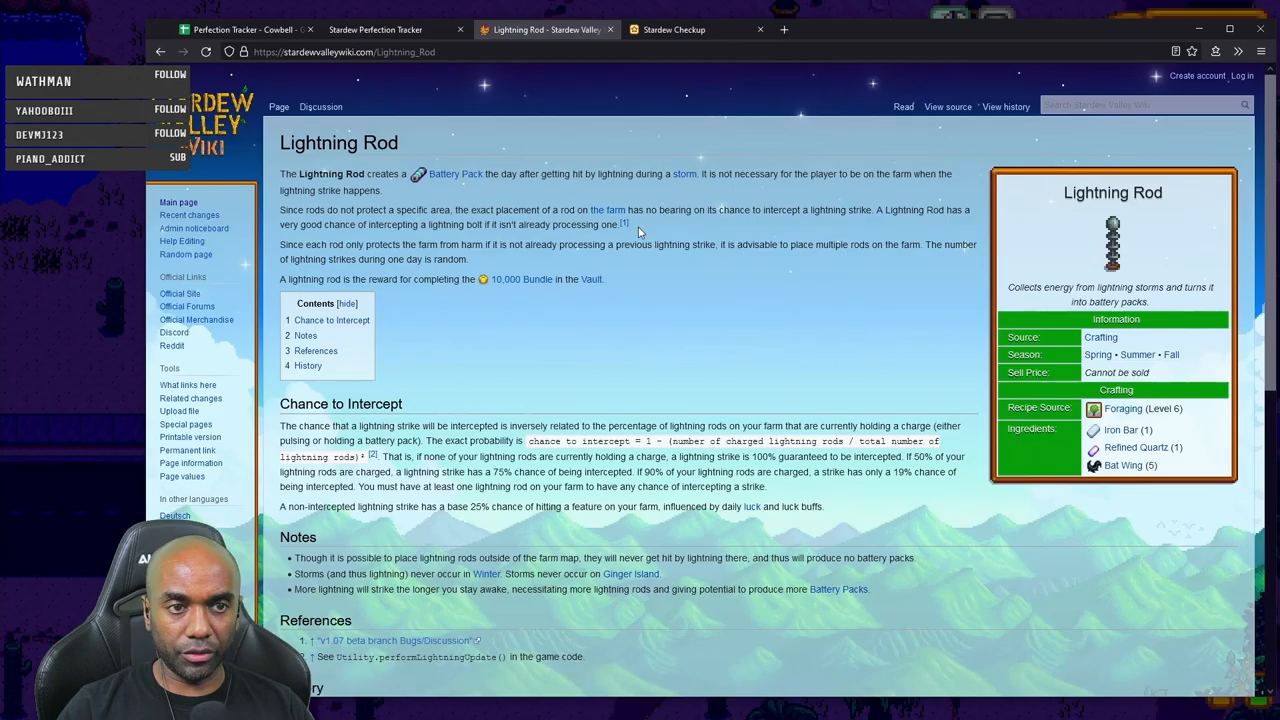 Perfection Tracker - Cowbell - G
Stardew Perfection Tracker
Lightning Rod - Stardew Valley
Stardew Checkup
https://stardewvalleywiki.com/Lightning_Rod
WATHMAN FOLLOW
YAHOOBOIII FOLLOW
DEVMJ123 FOLLOW
PIANO_ADDICT SUB
Create account Log in
Page Discussion
Read View source View history
Search Stardew Valley Wiki
Main page
Recent changes
Admin noticeboard
Help Editing
Random page
Official Links
Official Site
Official Forums
Official Merchandise
Discord
Reddit
Tools
What links here
Related changes
Upload file
Special pages
Printable version
Permanent link
Page information
Page values
In other languages
Deutsch
Lightning Rod
The Lightning Rod creates a Battery Pack the day after getting hit by lightning during a storm. It is not necessary for the player to be on the farm when the
lightning strike happens.
Since rods do not protect a specific area, the exact placement of a rod on the farm has no bearing on its chance to intercept a lightning strike. A Lightning Rod has a
very good chance of intercepting a lightning bolt if it isn't already processing one.[1]
Since each rod only protects the farm from harm if it is not already processing a previous lightning strike, it is advisable to place multiple rods on the farm. The number
of lightning strikes during one day is random.
A lightning rod is the reward for completing the 10,000 Bundle in the Vault.
Contents [hide]
1 Chance to Intercept
2 Notes
3 References
4 History
Chance to Intercept
The chance that a lightning strike will be intercepted is inversely related to the percentage of lightning rods on your farm that are currently holding a charge (either
pulsing or holding a battery pack). The exact probability is chance to intercept = 1 - (number of charged lightning rods / total number of
lightning rods)² [2]. That is, if none of your lightning rods are currently holding a charge, a lightning strike is 100% guaranteed to be intercepted. If 50% of your
lightning rods are charged, a lightning strike has a 75% chance of being intercepted. If 90% of your lightning rods are charged, a strike has only a 19% chance of
being intercepted. You must have at least one lightning rod on your farm to have any chance of intercepting a strike.
A non-intercepted lightning strike has a base 25% chance of hitting a feature on your farm, influenced by daily luck and luck buffs.
Notes
Though it is possible to place lightning rods outside of the farm map, they will never get hit by lightning there, and thus will produce no battery packs.
Storms (and thus lightning) never occur in Winter. Storms never occur on Ginger Island.
More lightning will strike the longer you stay awake, necessitating more lightning rods and giving potential to produce more Battery Packs.
References
1. ↑ "v1.07 beta branch Bugs/Discussion"
↑ See Utility.performLightningUpdate() in the game code.
Lightning Rod
Collects energy from lightning storms and turns it
into battery packs.
Information
Source: Crafting
Season: Spring • Summer • Fall
Sell Price: Cannot be sold
Crafting
Recipe Source: Foraging (Level 6)
Ingredients: Iron Bar (1)
Refined Quartz (1)
Bat Wing (5)